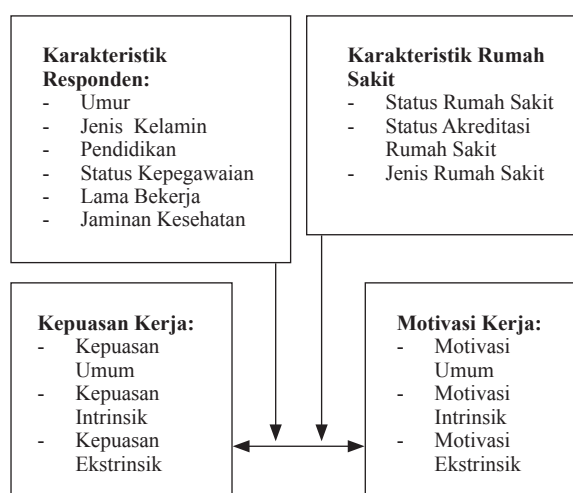 Karakteristik
Responden:
- Umur
- Jenis Kelamin
- Pendidikan
- Status Kepegawaian
- Lama Bekerja
- Jaminan Kesehatan
Karakteristik Rumah
Sakit
- Status Rumah Sakit
- Status Akreditasi
Rumah Sakit
- Jenis Rumah Sakit
Kepuasan Kerja:
- Kepuasan
Umum
- Kepuasan
Intrinsik
- Kepuasan
Ekstrinsik
Motivasi Kerja:
- Motivasi
Umum
- Motivasi
Intrinsik
- Motivasi
Ekstrinsik